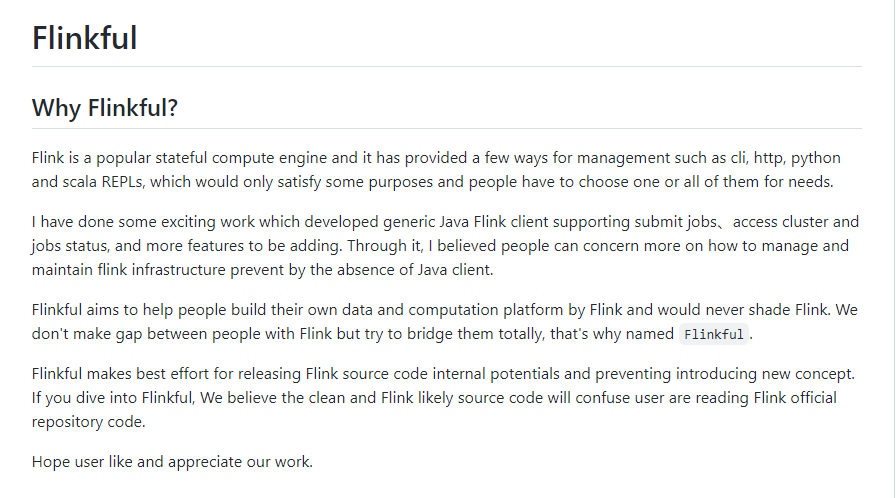 Flinkful
Why Flinkful?
Flink is a popular stateful compute engine and it has provided a few ways for management such as cli, http, python
and scala REPLs, which would only satisfy some purposes and people have to choose one or all of them for needs.
I have done some exciting work which developed generic Java Flink client supporting submit jobs、access cluster and
jobs status, and more features to be adding. Through it, I believed people can concern more on how to manage and
maintain flink infrastructure prevent by the absence of Java client.
Flinkful aims to help people build their own data and computation platform by Flink and would never shade Flink. We
don't make gap between people with Flink but try to bridge them totally, that's why named Flinkful.
Flinkful makes best effort for releasing Flink source code internal potentials and preventing introducing new concept.
If you dive into Flinkful, We believe the clean and Flink likely source code will confuse user are reading Flink official
repository code.
Hope user like and appreciate our work.